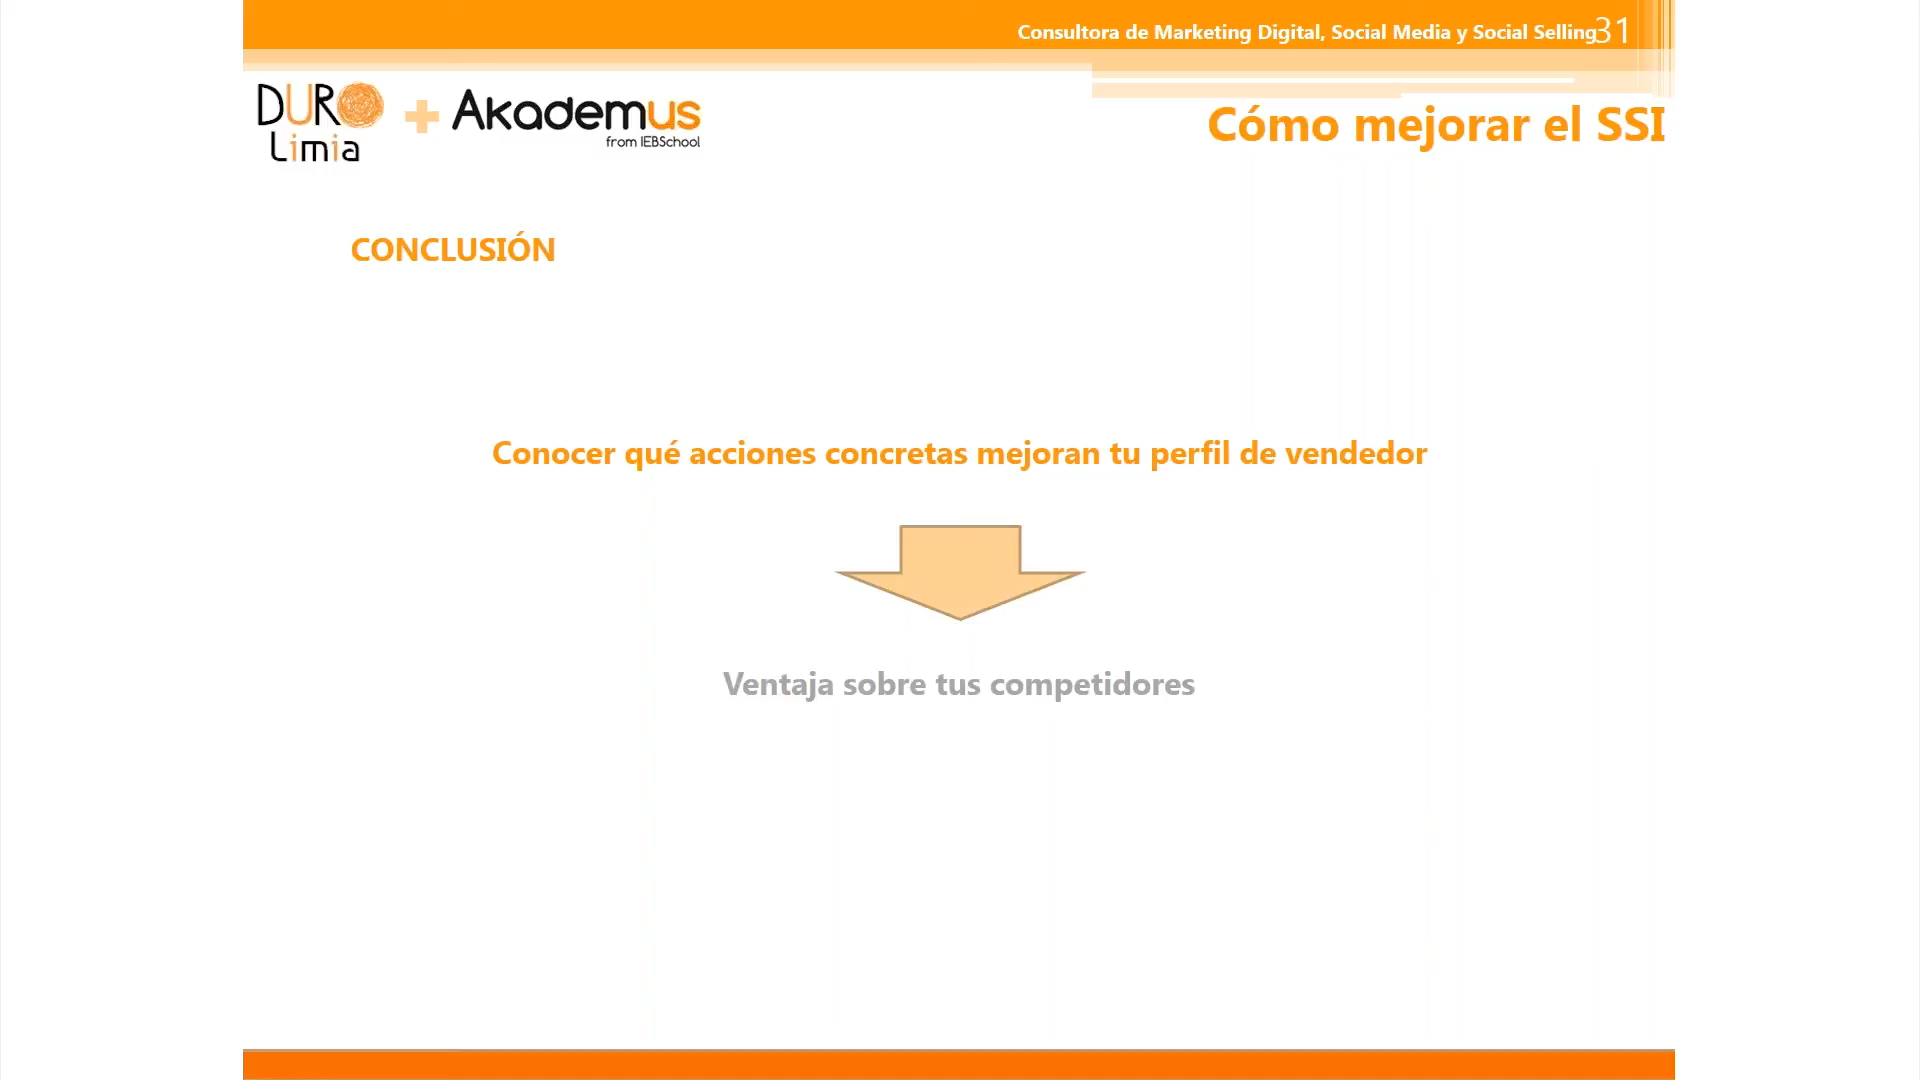 Consultora de Marketing Digital, Social Media y Social Selling 31
DURO
Limia
Akademus
from IEBSchool
Cómo mejorar el SSI
CONCLUSIÓN
Conocer qué acciones concretas mejoran tu perfil de vendedor
Ventaja sobre tus competidores